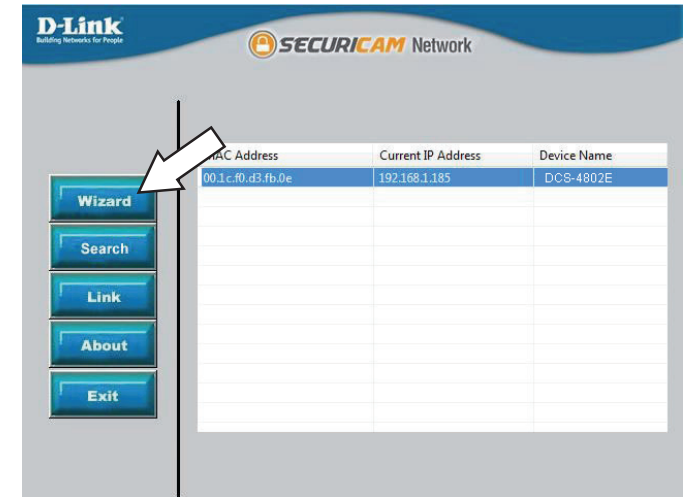 D-Link
Building Networks for People
SECURICAM Network
MAC Address Current IP Address Device Name
00.1c.f0.d3.fb.0e 192.168.1.185 DCS-4802E
Wizard
Search
Link
About
Exit